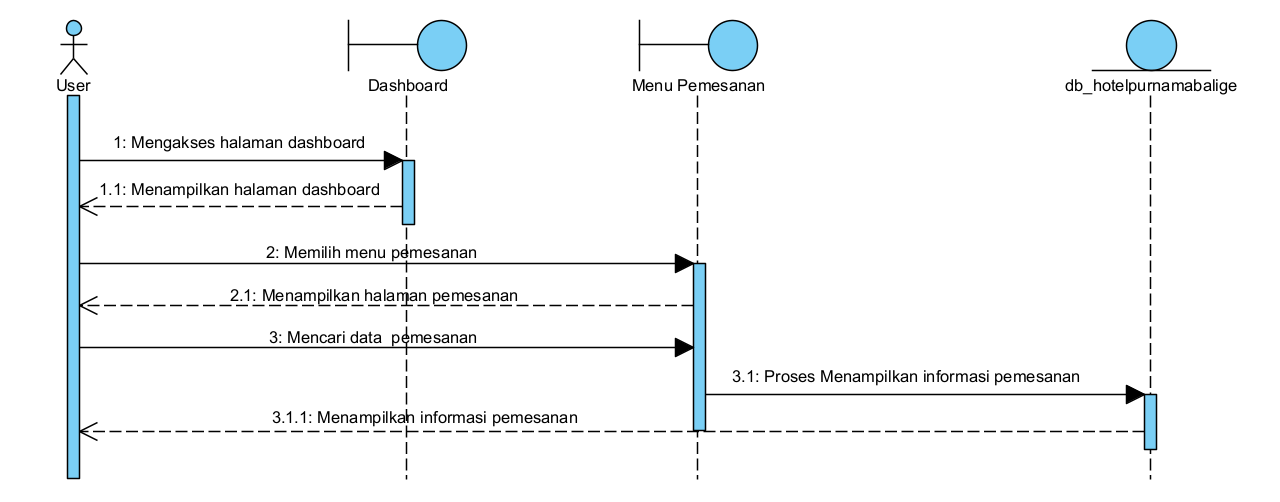 User
Dashboard
Menu Pemesanan
db_hotelpurnamabalige
1: Mengakses halaman dashboard
1.1: Menampilkan halaman dashboard
2: Memilih menu pemesanan
2.1: Menampilkan halaman pemesanan
3: Mencari data  pemesanan
3.1: Proses Menampilkan informasi pemesanan
3.1.1: Menampilkan informasi pemesanan